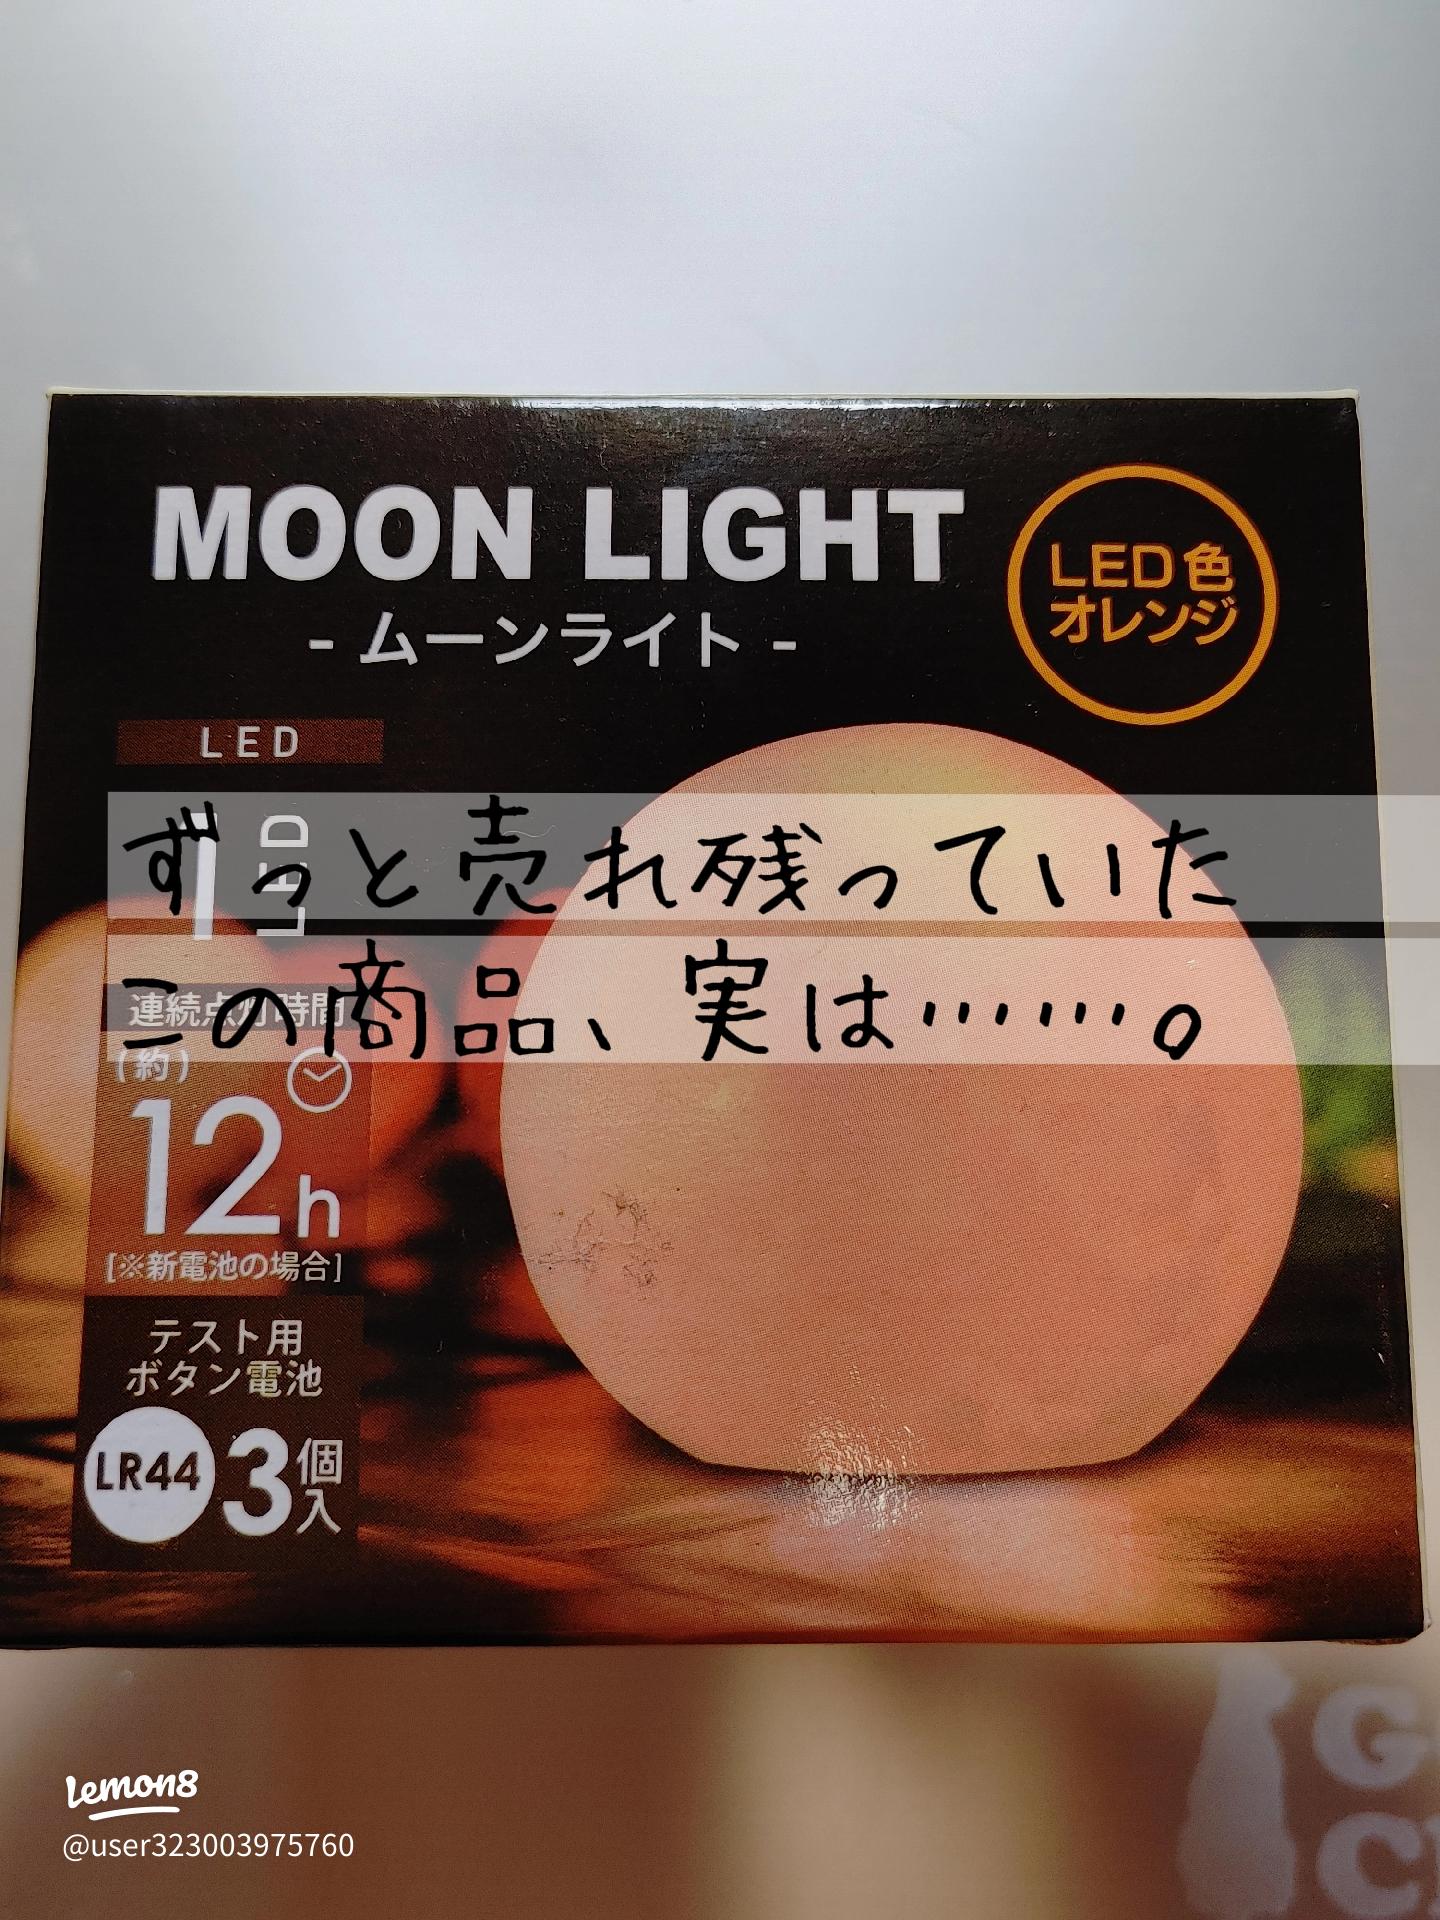 MOON LIGHT
- ムーンライト -
LED色
オレンジ
LED
1 LED
ずっと売れ残っていた
この商品、実は……。
連続点灯時間
(約)
12h
[※新電池の場合]
テスト用
ボタン電池
LR44 3個入
G
C
lemon8
@user323003975760